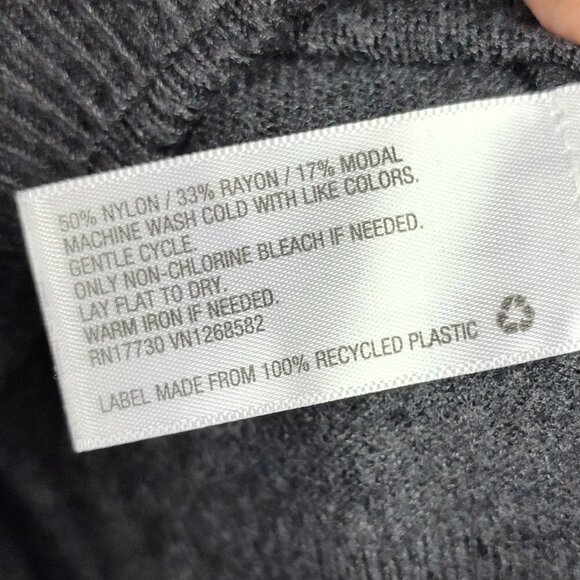 50% NYLON / 33% RAYON / 17% MODAL
MACHINE WASH COLD WITH LIKE COLORS.
GENTLE CYCLE.
ONLY NON-CHLORINE BLEACH IF NEEDED.
LAY FLAT TO DRY.
WARM IRON IF NEEDED.
RN17730 VN1268582
LABEL MADE FROM 100% RECYCLED PLASTIC